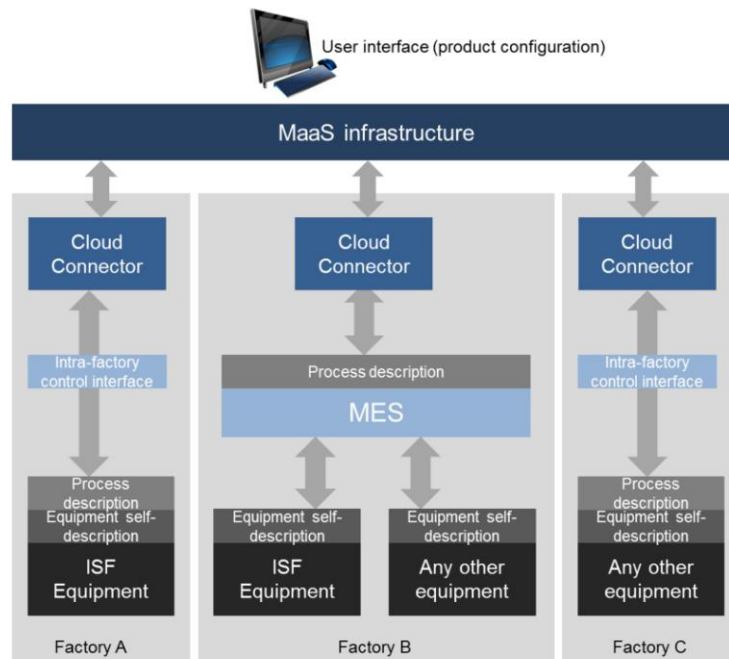 User interface (product configuration)
MaaS infrastructure
Cloud
Connector
Intra-factory
control interface
Process
description
Equipment self-
description
ISF
Equipment
Factory A
Cloud
Connector
Process description
MES
Equipment self-
description
ISF
Equipment
Equipment self-
description
Any other
equipment
Factory B
Cloud
Connector
Intra-factory
control interface
Process
description
Equipment self-
description
Any other
equipment
Factory C